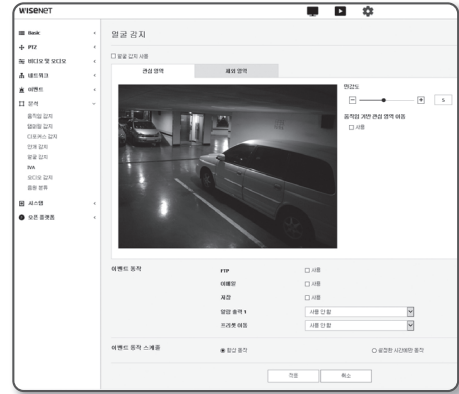 WISENET
Basic
PTZ
비디오 및 오디오
네트워크
이벤트
분석
움직임 감지
탬퍼링 감지
디포커스 감지
안개 감지
얼굴 감지
IVA
오디오 감지
음원 분류
시스템
오픈 플랫폼
얼굴 감지
얼굴 감지 사용
관심 영역
제외 영역
민감도
5
움직임 기반 관심 영역 이동
사용
이벤트 동작
FTP
사용
이메일
사용
저장
사용
알람 출력 1
사용 안 함
프리셋 이동
사용 안 함
이벤트 동작 스케줄
항상 동작
설정한 시간에만 동작
적용
취소